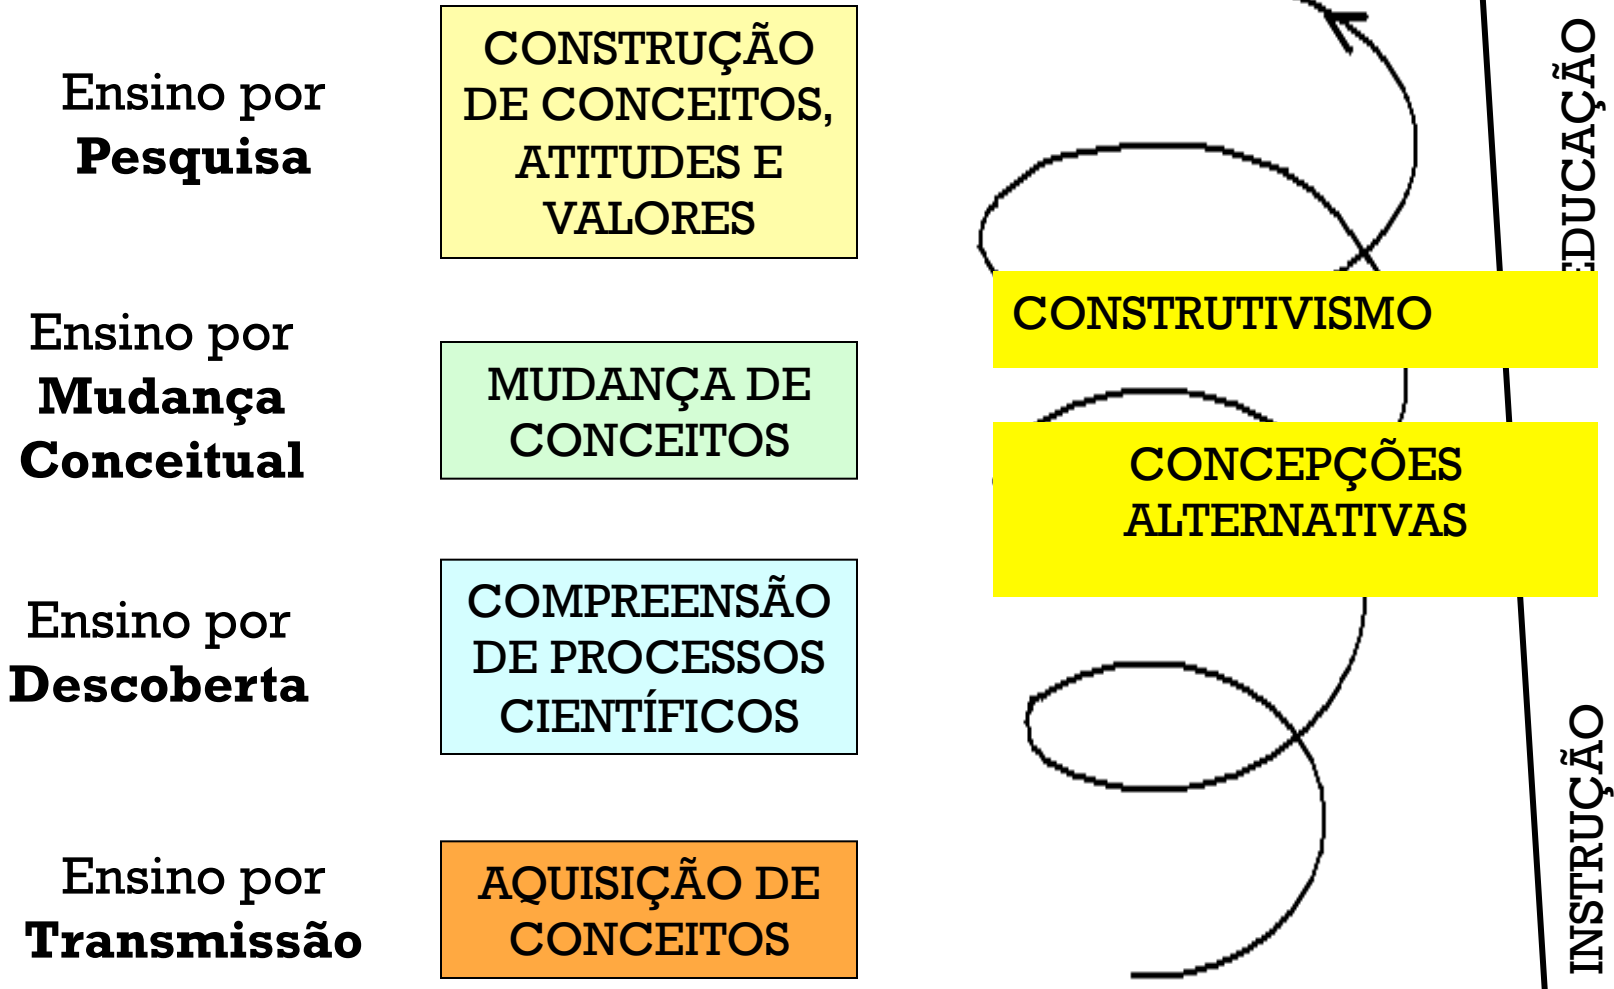 Ensino por
Pesquisa
CONSTRUÇÃO
DE CONCEITOS,
ATITUDES E
VALORES
EDUCAÇÃO
Ensino por
Mudança
Conceitual
MUDANÇA DE
CONCEITOS
CONSTRUTIVISMO
CONCEPÇÕES
ALTERNATIVAS
Ensino por
Descoberta
COMPREENSÃO
DE PROCESSOS
CIENTÍFICOS
Ensino por
Transmissão
AQUISIÇÃO DE
CONCEITOS
INSTRUÇÃO